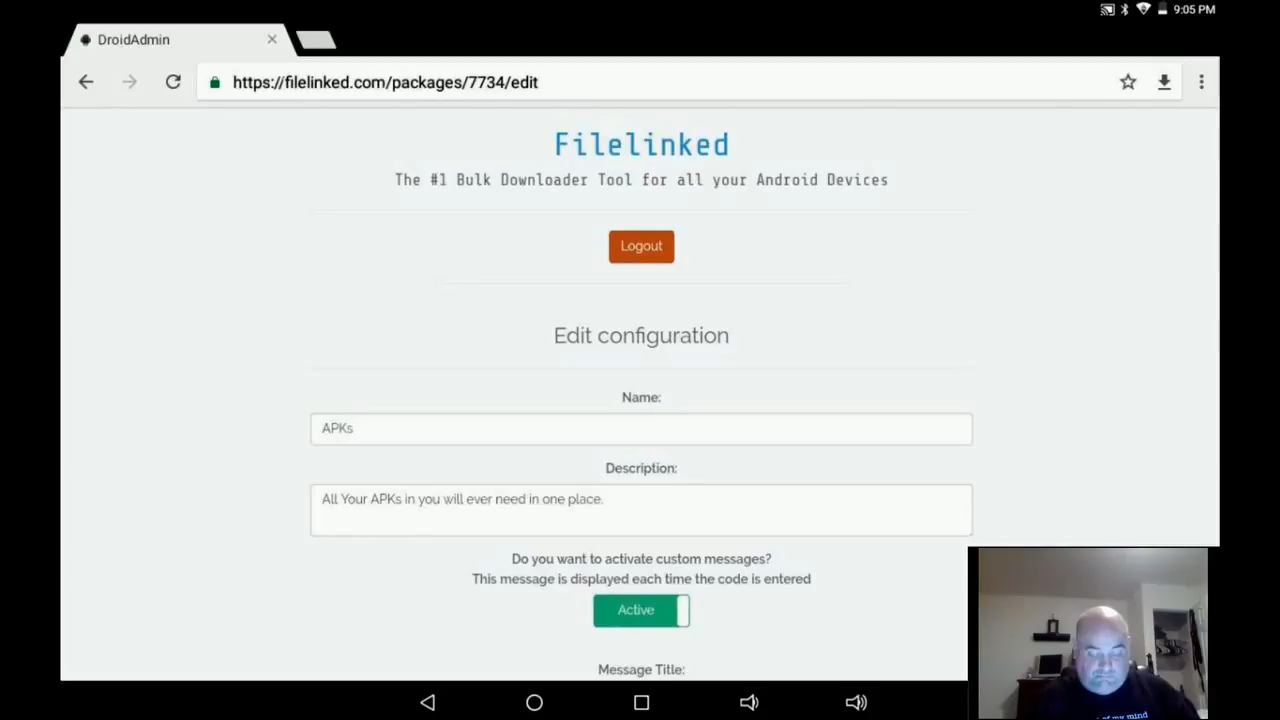 9:05 PM
DroidAdmin
https://filelinked.com/packages/7734/edit
Filelinked
The #1 Bulk Downloader Tool for all your Android Devices
Logout
Edit configuration
Name:
APKs
Description:
All Your APKs in you will ever need in one place.
Do you want to activate custom messages?
This message is displayed each time the code is entered
Active
Message Title:
of my mind